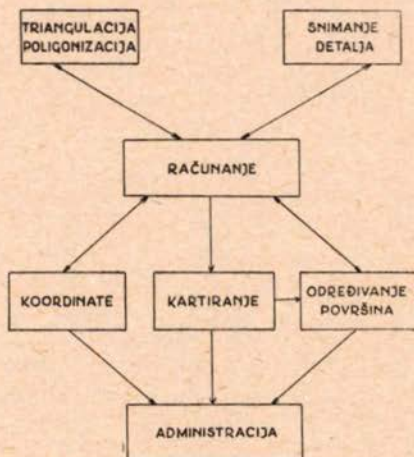 TRIANGULACIJA
POLIGONIZACIJA
SNIMANJE
DETALJA
RAČUNANJE
KOORDINATE
KARTIRANJE
ODREĐIVANJE
POVRŠINA
ADMINISTRACIJA